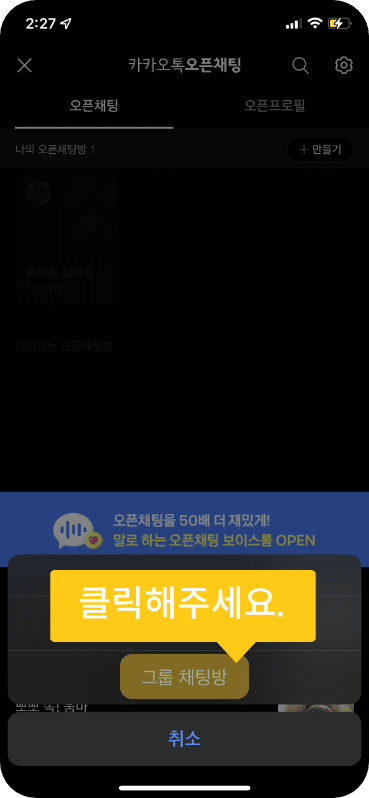 2:27
카카오톡오픈채팅
오픈채팅
오픈프로필
나의 오픈채팅방 1
+ 만들기
1:1 채팅
인기있는 오픈채팅방
오픈채팅을 50배 더 재밌게!
말로 하는 오픈채팅 보이스룸 OPEN
클릭해주세요.
그룹 채팅방
취소